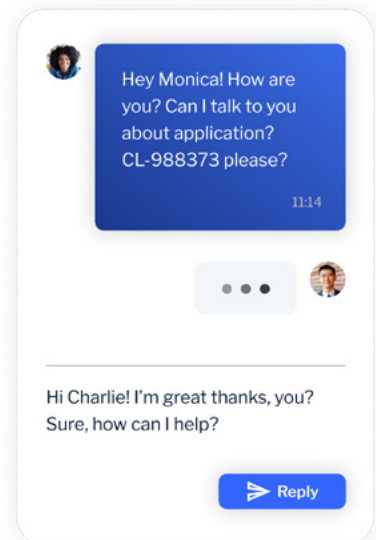 Hey Monica! How are
you? Can I talk to you
about application?
CL-988373 please?
11:14
Hi Charlie! I'm great thanks, you?
Sure, how can I help?
Reply